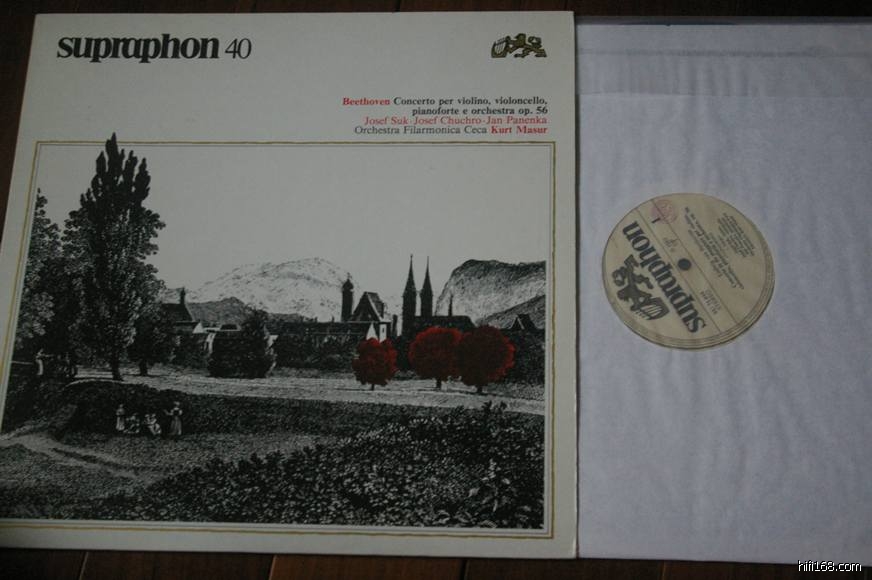 supraphon 40
Beethoven Concerto per violino, violoncello,
pianoforte e orchestra op. 56
Josef Suk - Josef Chuchro - Jan Panenka
Orchestra Filarmonica Ceca Kurt Masur
supraphon
hifi168.com